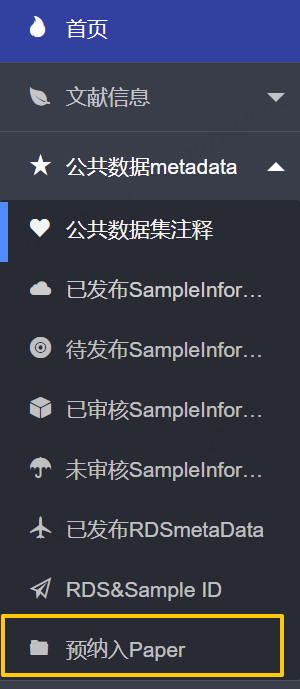 首页
文献信息
公共数据metadata
公共数据集注释
已发布SampleInfor…
待发布SampleInfor…
已审核SampleInfor…
未审核SampleInfor…
已发布RDSmetaData
RDS&Sample ID
预纳入Paper